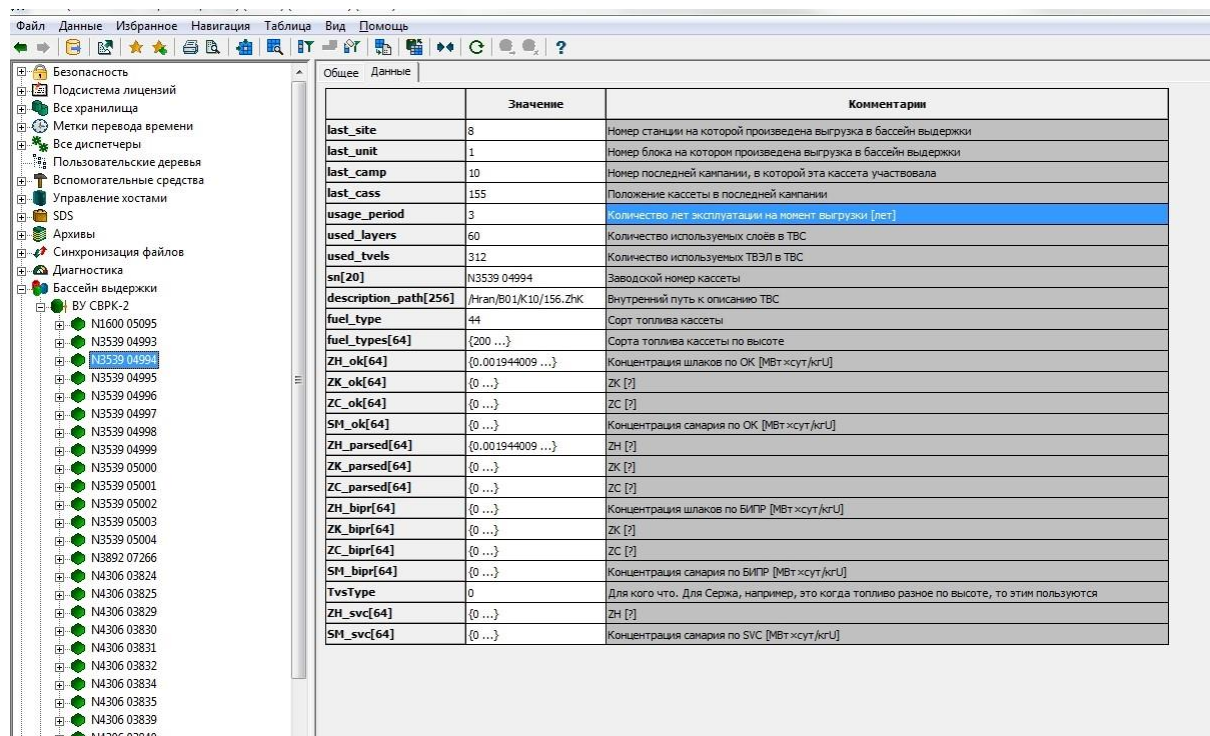 Файл Данные Избранное Навигация Таблица Вид Помощь
?
Безопасность
Подсистема лицензий
Все хранилища
Метки перевода времени
Все диспетчеры
Пользовательские деревья
Вспомогательные средства
Управление хостами
SDS
Архивы
Синхронизация файлов
Диагностика
Бассейн выдержки
ВУ СВРК-2
N1600 05095
N3539 04993
N3539 04994
N3539 04995
N3539 04996
N3539 04997
N3539 04998
N3539 04999
N3539 05000
N3539 05001
N3539 05002
N3539 05003
N3539 05004
N3892 07266
N4306 03824
N4306 03825
N4306 03829
N4306 03830
N4306 03831
N4306 03832
N4306 03834
N4306 03835
N4306 03839
Общее Данные
Значение Комментарии
last_site 8 Номер станции на которой произведена выгрузка в бассейн выдержки
last_unit 1 Номер блока на котором произведена выгрузка в бассейн выдержки
last_camp 10 Номер последней кампании, в которой эта кассета участвовала
last_cass 155 Положение кассеты в последней кампании
usage_period 3 Количество лет эксплуатации на момент выгрузки [лет]
used_layers 60 Количество используемых слоёв в ТВС
used_tvels 312 Количество используемых ТВЭЛ в ТВС
sn[20] N3539 04994 Заводской номер кассеты
description_path[256] /Hran/B01/K10/156.ZhK Внутренний путь к описанию ТВС
fuel_type 44 Сорт топлива кассеты
fuel_types[64] {200 ...} Сорта топлива кассеты по высоте
ZH_ok[64] {0.001944009 ...} Концентрация шлаков по ОК [МВт×сут/кгU]
ZK_ok[64] {0 ...} ZK [?]
ZC_ok[64] {0 ...} ZC [?]
SM_ok[64] {0 ...} Концентрация самария по ОК [МВт×сут/кгU]
ZH_parsed[64] {0.001944009 ...} ZH [?]
ZK_parsed[64] {0 ...} ZK [?]
ZC_parsed[64] {0 ...} ZC [?]
ZH_bipr[64] {0 ...} Концентрация шлаков по БИПР [МВт×сут/кгU]
ZK_bipr[64] {0 ...} ZK [?]
ZC_bipr[64] {0 ...} ZC [?]
SM_bipr[64] {0 ...} Концентрация самария по БИПР [МВт×сут/кгU]
TvsType 0 Для кого что. Для Сержа, например, это когда топливо разное по высоте, то этим пользуются
ZH_svc[64] {0 ...} ZH [?]
SM_svc[64] {0 ...} Концентрация самария по SVC [МВт×сут/кгU]